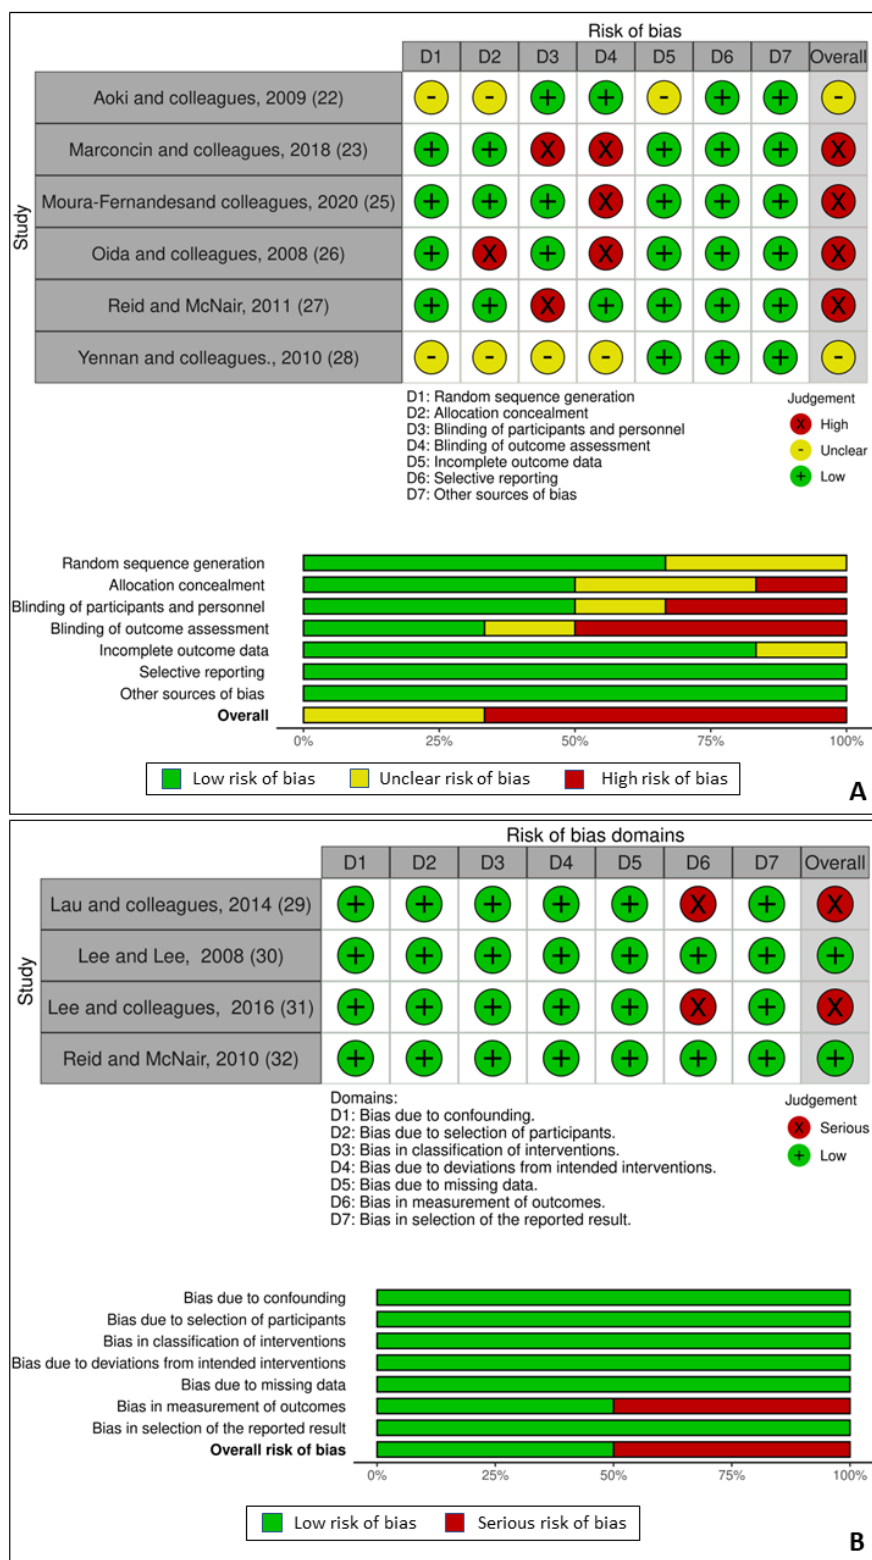 Risk of bias
D1 D2 D3 D4 D5 D6 D7 Overall
Study
Aoki and colleagues, 2009 (22) - - + + - + + -
Marconcin and colleagues, 2018 (23) + + X X + + + X
Moura-Fernandesand colleagues, 2020 (25) + + + X + + + X
Oida and colleagues, 2008 (26) + X + X + + + X
Reid and McNair, 2011 (27) + + X + + + + X
Yennan and colleagues., 2010 (28) - - - - + + + -
D1: Random sequence generation
D2: Allocation concealment
D3: Blinding of participants and personnel
D4: Blinding of outcome assessment
D5: Incomplete outcome data
D6: Selective reporting
D7: Other sources of bias
Judgement
X High
- Unclear
+ Low
Random sequence generation
Allocation concealment
Blinding of participants and personnel
Blinding of outcome assessment
Incomplete outcome data
Selective reporting
Other sources of bias
Overall
0% 25% 50% 75% 100%
Low risk of bias Unclear risk of bias High risk of bias
A
Risk of bias domains
D1 D2 D3 D4 D5 D6 D7 Overall
Study
Lau and colleagues, 2014 (29) + + + + + X + X
Lee and Lee, 2008 (30) + + + + + + + +
Lee and colleagues, 2016 (31) + + + + + X + X
Reid and McNair, 2010 (32) + + + + + + + +
Domains:
D1: Bias due to confounding.
D2: Bias due to selection of participants.
D3: Bias in classification of interventions.
D4: Bias due to deviations from intended interventions.
D5: Bias due to missing data.
D6: Bias in measurement of outcomes.
D7: Bias in selection of the reported result.
Judgement
X Serious
+ Low
Bias due to confounding
Bias due to selection of participants
Bias in classification of interventions
Bias due to deviations from intended interventions
Bias due to missing data
Bias in measurement of outcomes
Bias in selection of the reported result
Overall risk of bias
0% 25% 50% 75% 100%
Low risk of bias Serious risk of bias
B